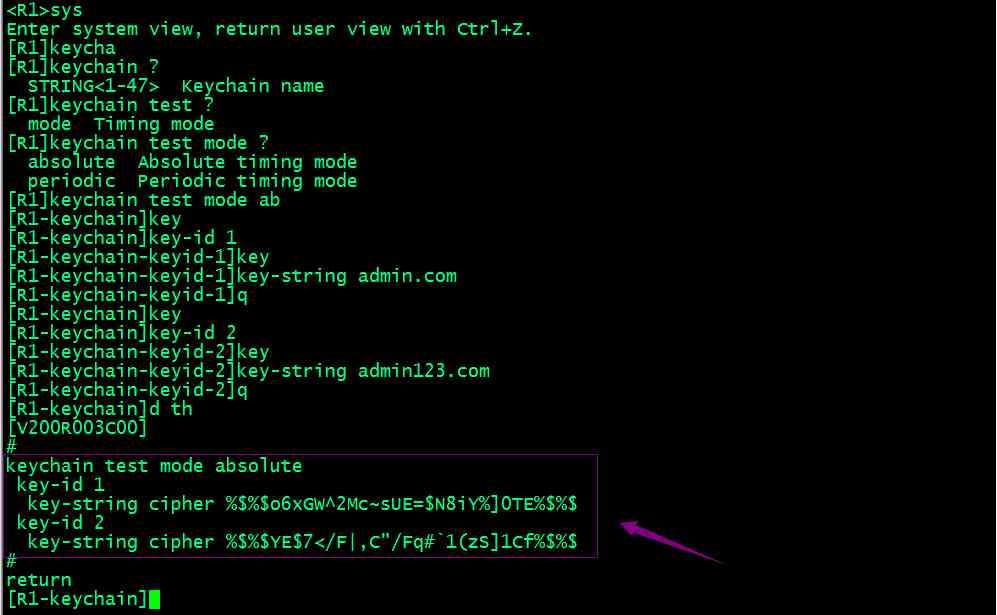 <R1>sys
Enter system view, return user view with Ctrl+Z.
[R1]keycha
[R1]keychain ?
  STRING<1-47>  Keychain name
[R1]keychain test ?
  mode  Timing mode
[R1]keychain test mode ?
  absolute  Absolute timing mode
  periodic  Periodic timing mode
[R1]keychain test mode ab
[R1-keychain]key
[R1-keychain]key-id 1
[R1-keychain-keyid-1]key
[R1-keychain-keyid-1]key-string admin.com
[R1-keychain-keyid-1]q
[R1-keychain]key
[R1-keychain]key-id 2
[R1-keychain-keyid-2]key
[R1-keychain-keyid-2]key-string admin123.com
[R1-keychain-keyid-2]q
[R1-keychain]d th
[V200R003C00]
#
keychain test mode absolute
 key-id 1
  key-string cipher %$%$o6xGW^2Mc~sUE=$N8iY%]0TE%$%$
 key-id 2
  key-string cipher %$%$YE$7</F|,C"/Fq#`1(zS]1Cf%$%$
#
return
[R1-keychain]